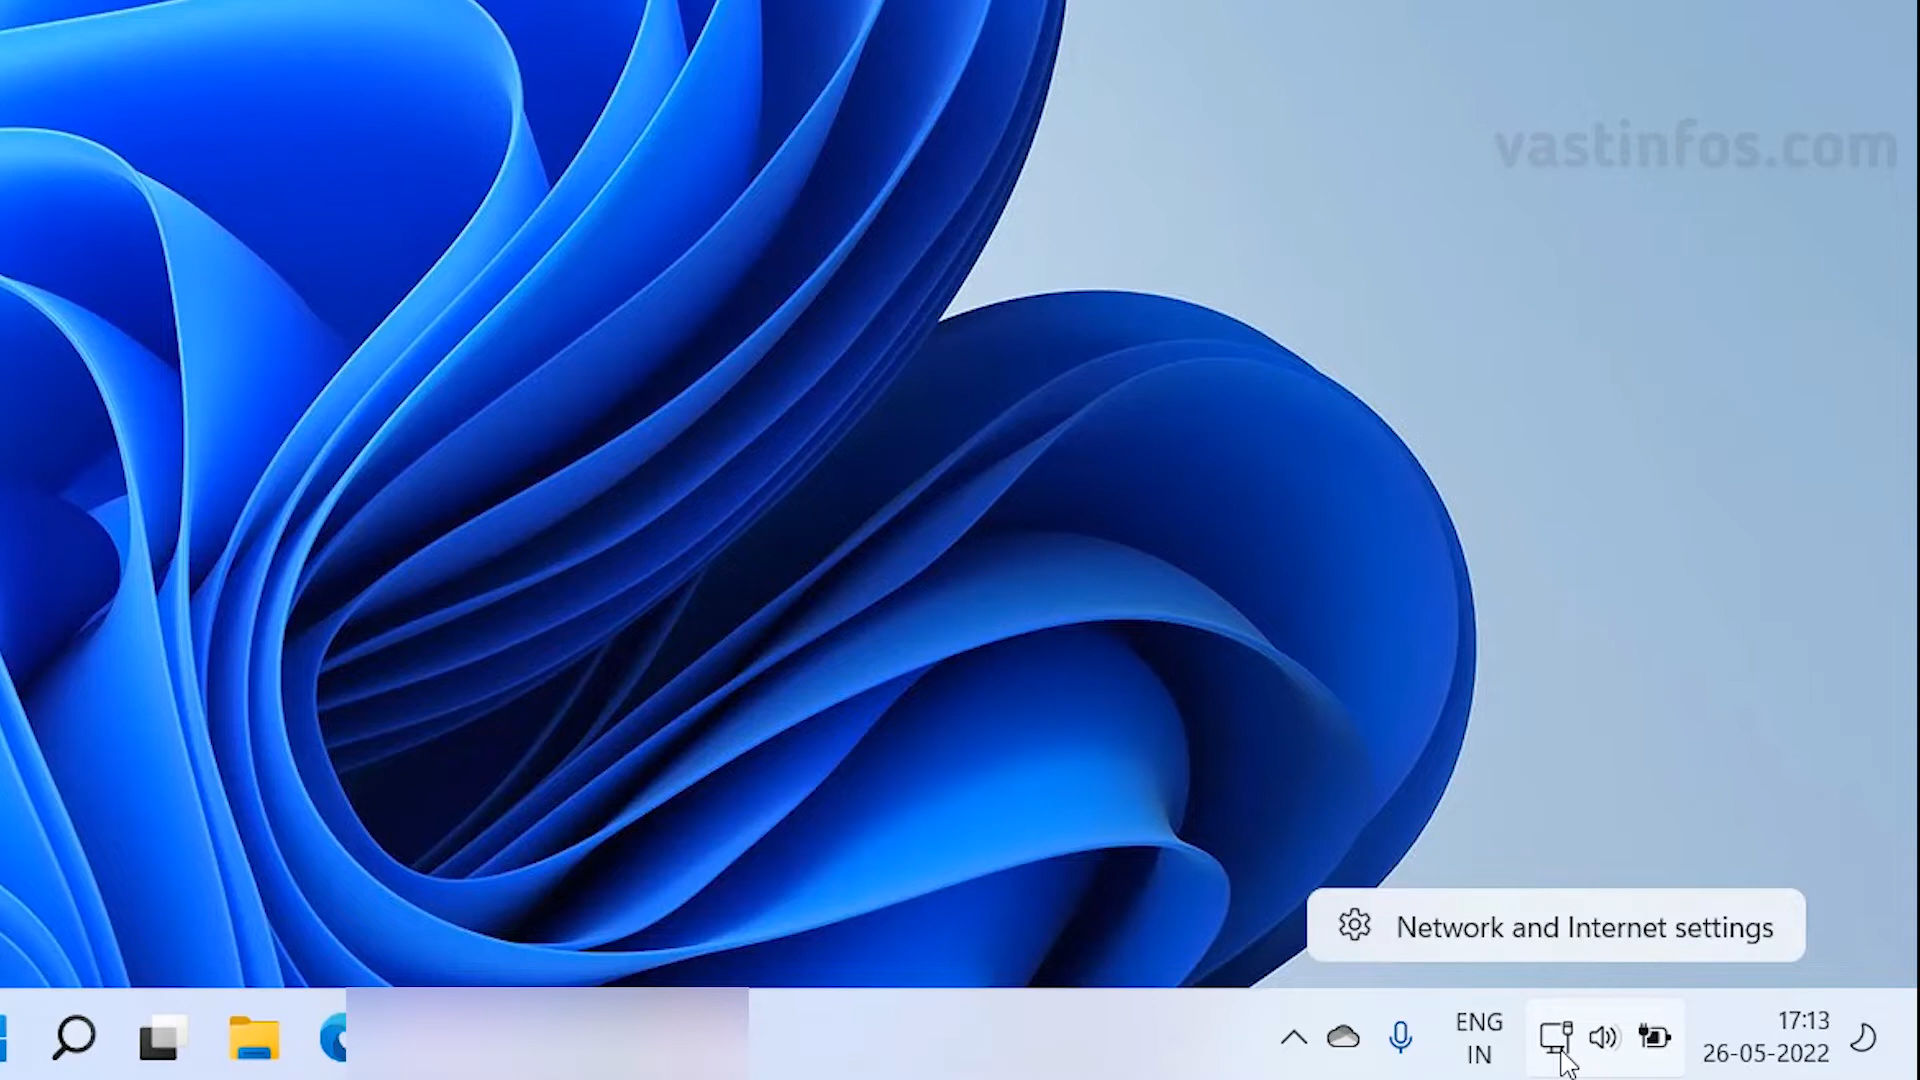 vastinfos.com
Network and Internet settings
ENG
IN
17:13
26-05-2022